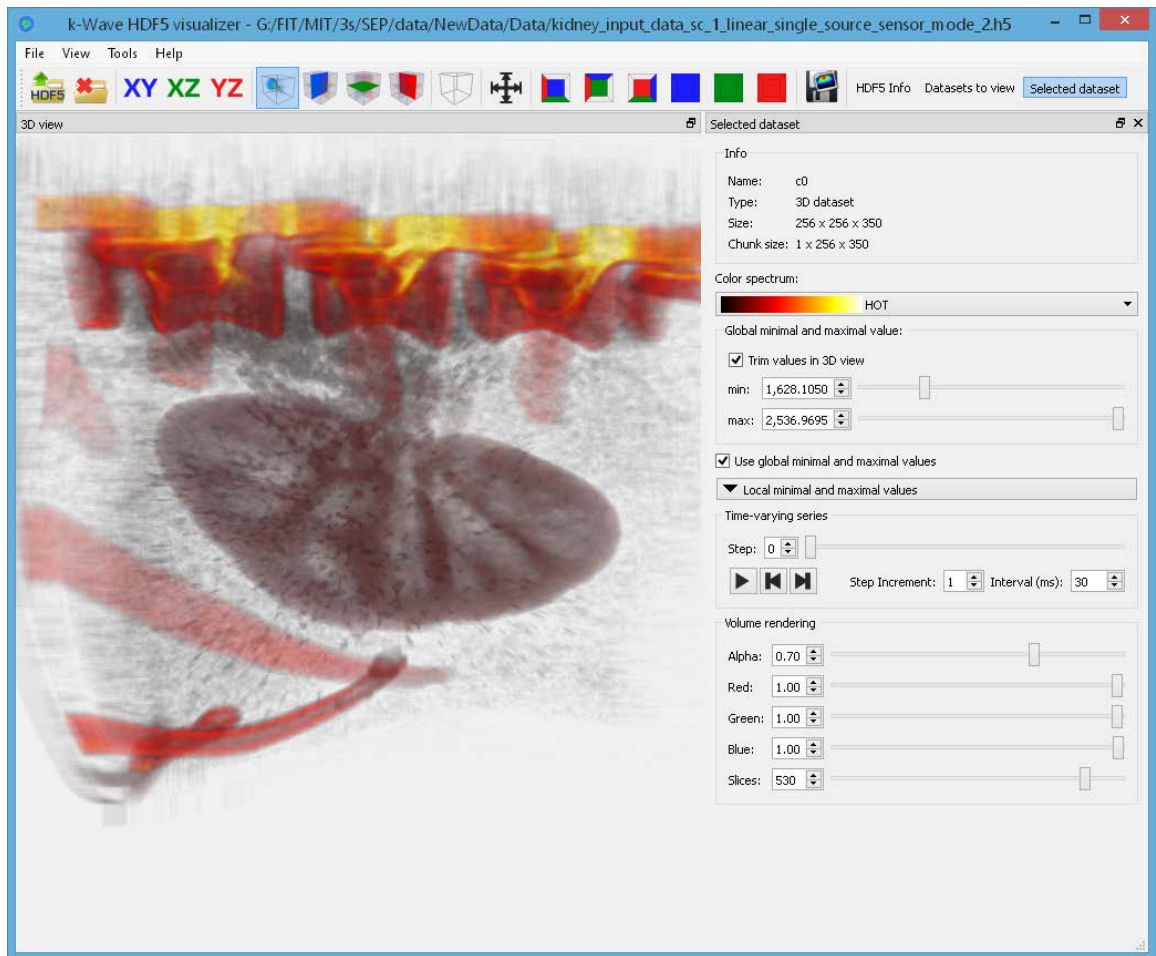 k-Wave HDF5 visualizer - G:/FIT/MIT/3s/SEP/data/NewData/Data/kidney_input_data_sc_1_linear_single_source_sensor_mode_2.h5
File View Tools Help
HDF5 XY XZ YZ HDF5 Info Datasets to view Selected dataset
3D view
Selected dataset
Info
Name: c0
Type: 3D dataset
Size: 256 x 256 x 350
Chunk size: 1 x 256 x 350
Color spectrum:
HOT
Global minimal and maximal value:
Trim values in 3D view
min: 1,628.1050
max: 2,536.9695
Use global minimal and maximal values
Local minimal and maximal values
Time-varying series
Step: 0
Step Increment: 1 Interval (ms): 30
Volume rendering
Alpha: 0.70
Red: 1.00
Green: 1.00
Blue: 1.00
Slices: 530